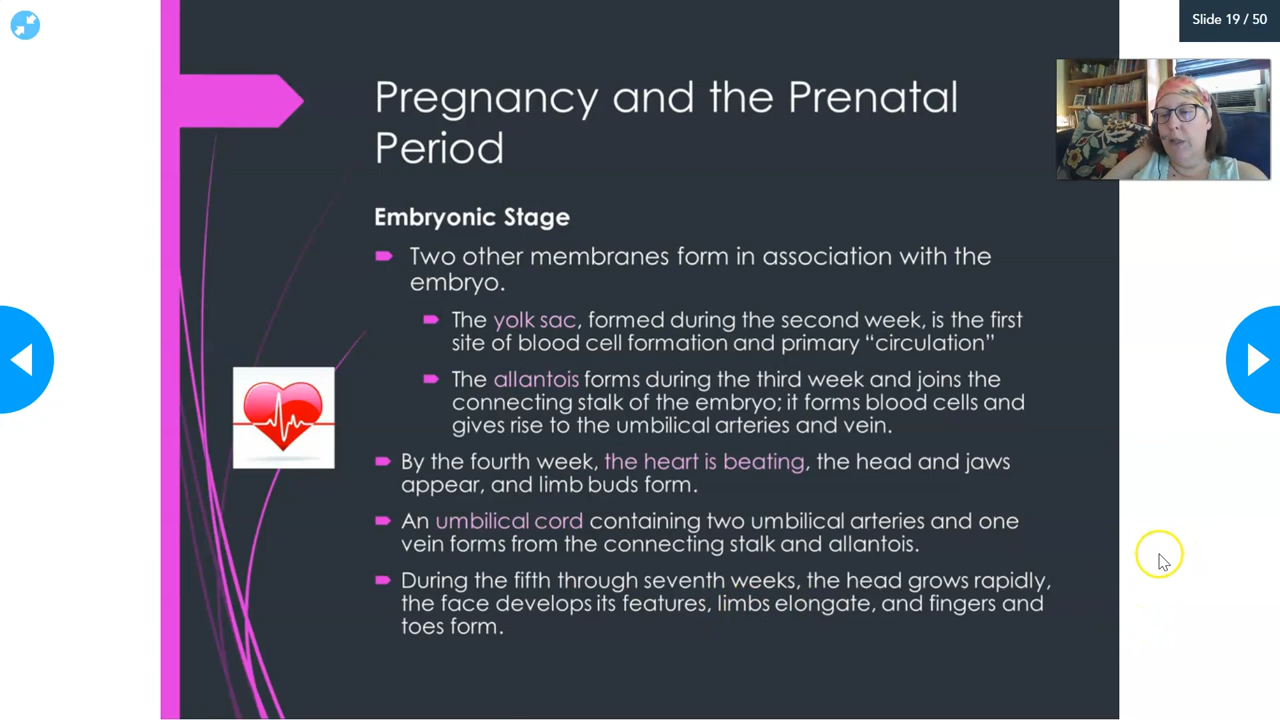 Slide 19 / 50
Pregnancy and the Prenatal
Period
Embryonic Stage
Two other membranes form in association with the
embryo.
The yolk sac, formed during the second week, is the first
site of blood cell formation and primary “circulation”
The allantois forms during the third week and joins the
connecting stalk of the embryo; it forms blood cells and
gives rise to the umbilical arteries and vein.
By the fourth week, the heart is beating, the head and jaws
appear, and limb buds form.
An umbilical cord containing two umbilical arteries and one
vein forms from the connecting stalk and allantois.
During the fifth through seventh weeks, the head grows rapidly,
the face develops its features, limbs elongate, and fingers and
toes form.